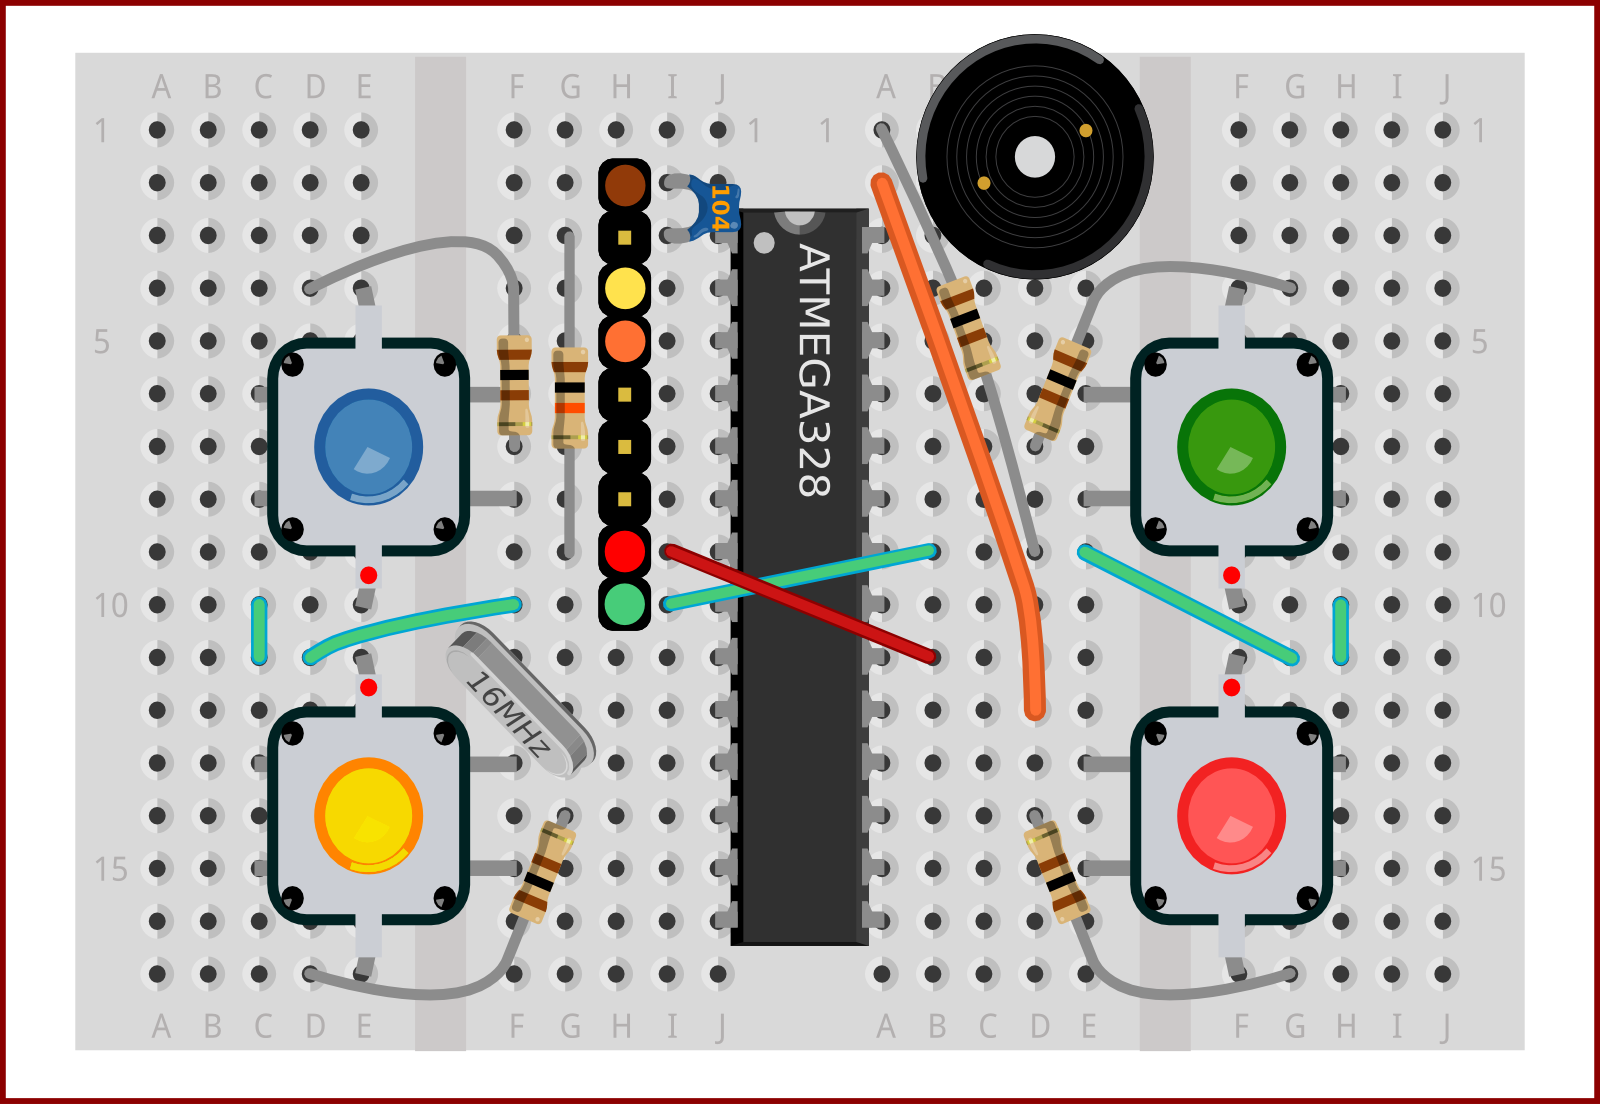 A B C D E F G H I J A B F G H I J
1 1 1 1
104
ATMEGA328
5 5
10 10
16MHz
15 15
A B C D E F G H I J A B C D E F G H I J